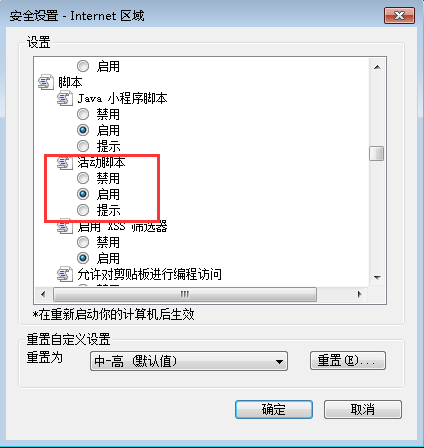 安全设置 - Internet 区域
设置
启用
脚本
Java 小程序脚本
禁用
启用
提示
活动脚本
禁用
启用
提示
启用 XSS 筛选器
禁用
启用
允许对剪贴板进行编程访问
*在重新启动你的计算机后生效
重置自定义设置
重置为
中-高 (默认值)
重置(E)...
确定
取消